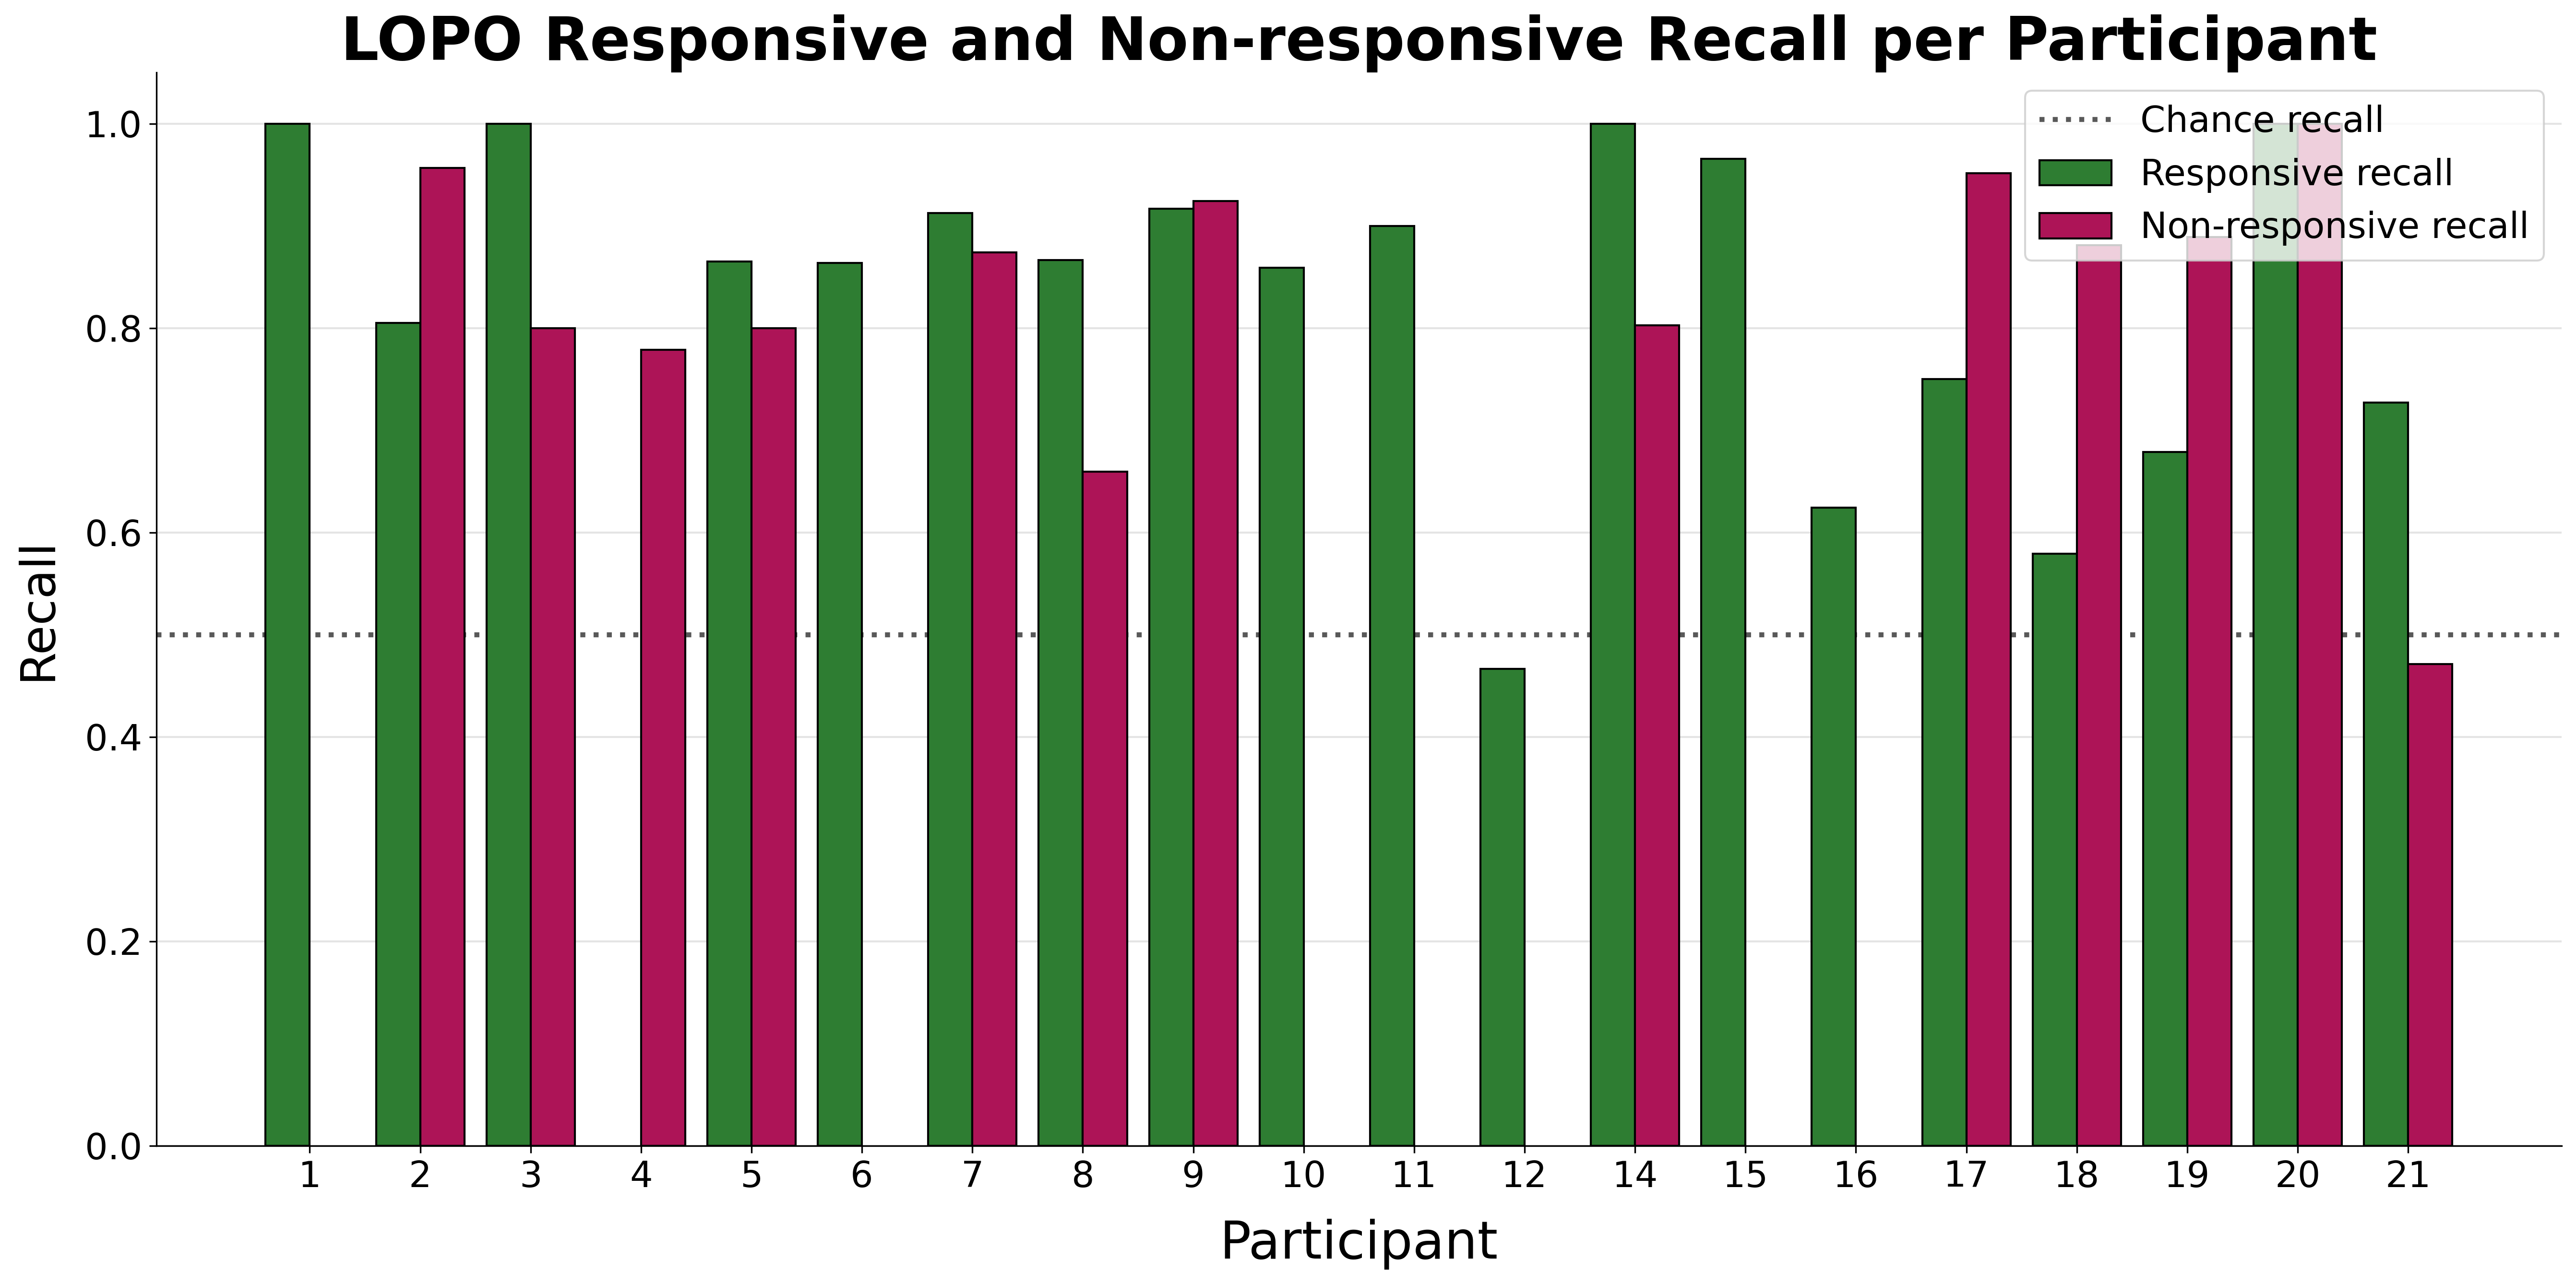 LOPO Responsive and Non-responsive Recall per Participant
Chance recall
Responsive recall
Non-responsive recall
1.0
0.8
0.6
0.4
0.2
0.0
Recall
1 2 3 4 5 6 7 8 9 10 11 12 14 15 16 17 18 19 20 21
Participant